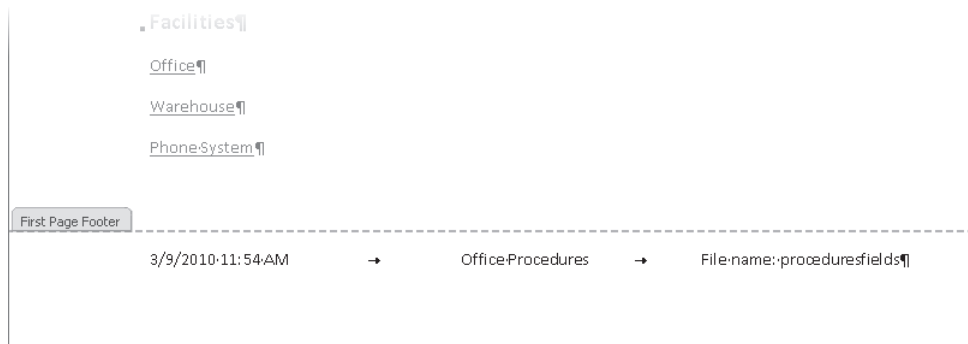 Facilities¶
Office¶
Warehouse¶
Phone·System¶
First Page Footer
3/9/2010·11:54·AM → Office·Procedures → File·name:·proceduresfields¶